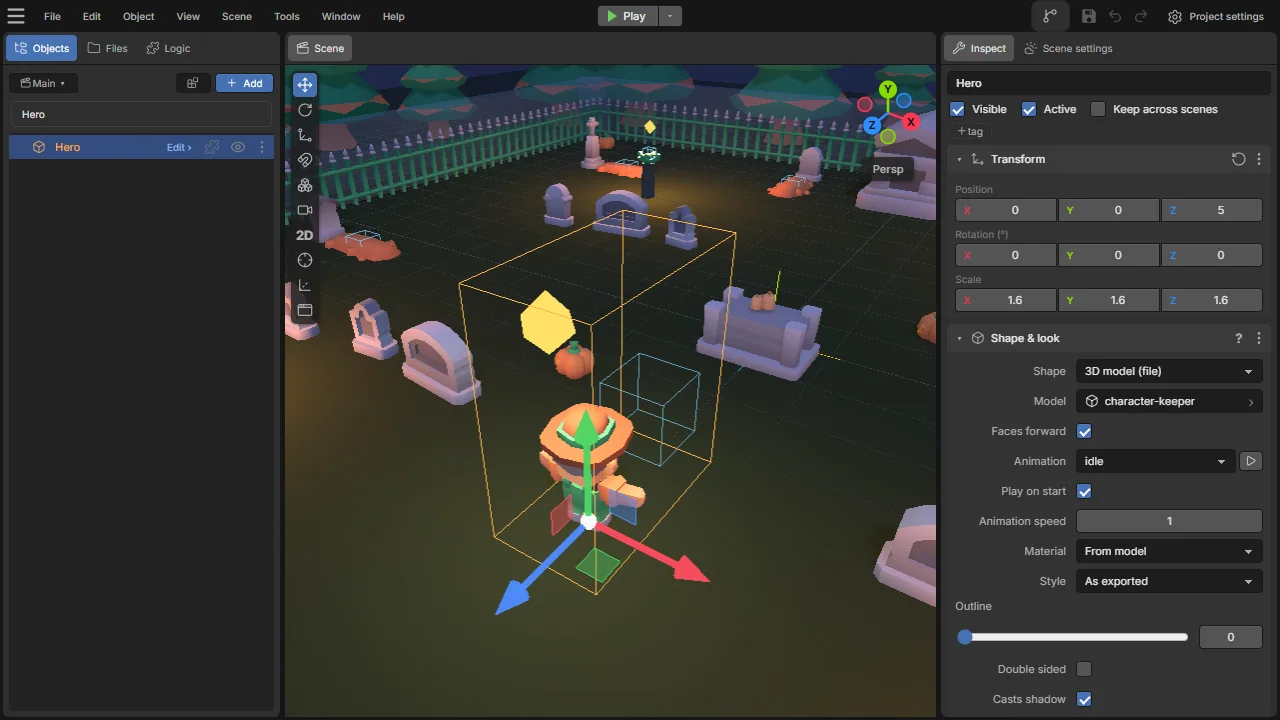 File Edit Object View Scene Tools Window Help
Play
Project settings
Objects Files Logic
Scene
Inspect Scene settings
Main
Add
Hero
Hero Edit ›
2D
Y
X
Z
Persp
Hero
Visible Active Keep across scenes
+ tag
Transform
Position
X 0 Y 0 Z 5
Rotation (°)
X 0 Y 0 Z 0
Scale
X 1.6 Y 1.6 Z 1.6
Shape & look ?
Shape 3D model (file)
Model character-keeper
Faces forward
Animation idle
Play on start
Animation speed 1
Material From model
Style As exported
Outline
0
Double sided
Casts shadow